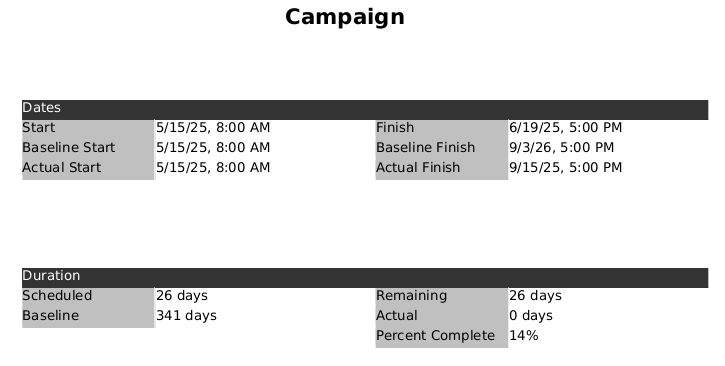 Campaign
Dates
Start 5/15/25, 8:00 AM Finish 6/19/25, 5:00 PM
Baseline Start 5/15/25, 8:00 AM Baseline Finish 9/3/26, 5:00 PM
Actual Start 5/15/25, 8:00 AM Actual Finish 9/15/25, 5:00 PM
Duration
Scheduled 26 days Remaining 26 days
Baseline 341 days Actual 0 days
Percent Complete 14%